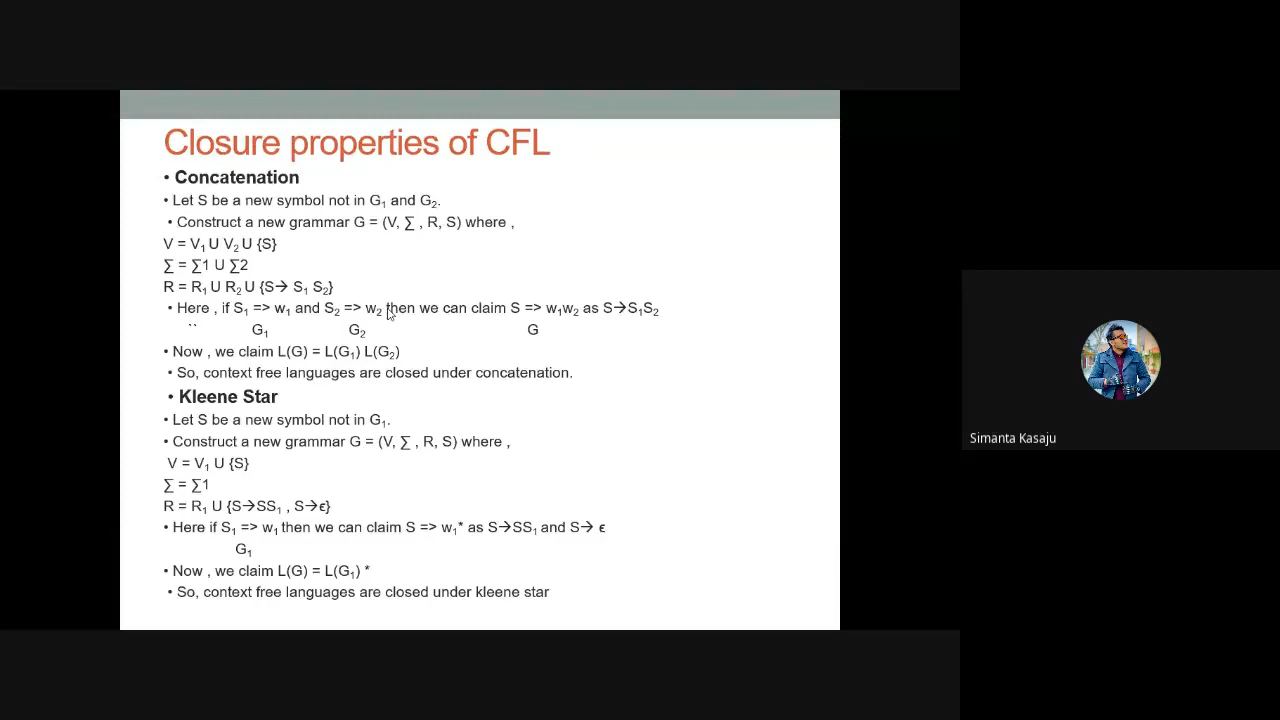 Closure properties of CFL
• Concatenation
• Let S be a new symbol not in G₁ and G₂.
• Construct a new grammar G = (V, ∑ , R, S) where ,
V = V₁ U V₂ U {S}
∑ = ∑1 U ∑2
R = R₁ U R₂ U {S→ S₁ S₂}
• Here , if S₁ => w₁ and S₂ => w₂ then we can claim S => w₁w₂ as S→S₁S₂
`` G₁ G₂ G
• Now , we claim L(G) = L(G₁) L(G₂)
• So, context free languages are closed under concatenation.
• Kleene Star
• Let S be a new symbol not in G₁.
• Construct a new grammar G = (V, ∑ , R, S) where ,
V = V₁ U {S}
∑ = ∑1
R = R₁ U {S→SS₁ , S→ϵ}
• Here if S₁ => w₁ then we can claim S => w₁* as S→SS₁ and S→ ϵ
G₁
• Now , we claim L(G) = L(G₁) *
• So, context free languages are closed under kleene star
Simanta Kasaju